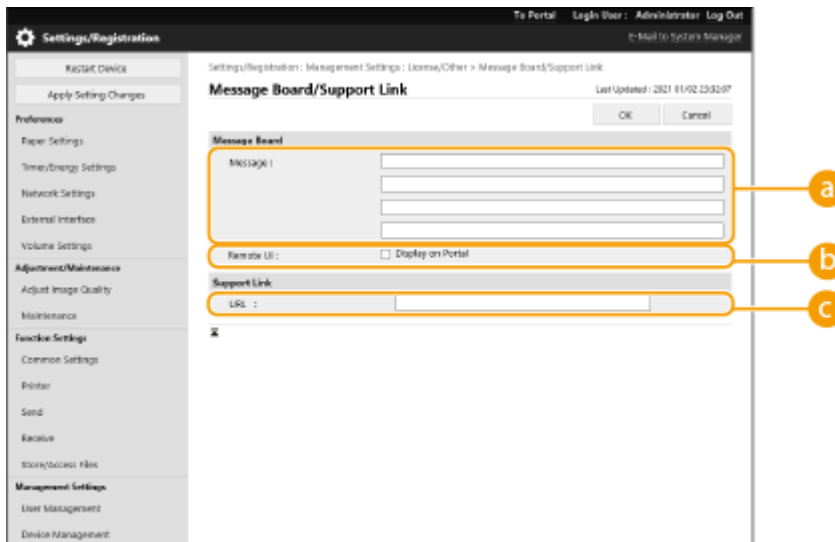 To Portal Login User : Administrator Log Out
Settings/Registration
E-Mail to System Manager
Restart Device
Apply Setting Changes
Preferences
Paper Settings
Timer/Energy Settings
Network Settings
External Interface
Volume Settings
Adjustment/Maintenance
Adjust Image Quality
Maintenance
Function Settings
Common Settings
Printer
Send
Receive
Store/Access Files
Management Settings
User Management
Device Management
Settings/Registration : Management Settings : License/Other > Message Board/Support Link
Message Board/Support Link
Last Updated : 2021 01/02 23:32:07
OK
Cancel
Message Board
Message :
a
Remote UI :
Display on Portal
b
Support Link
URL :
c